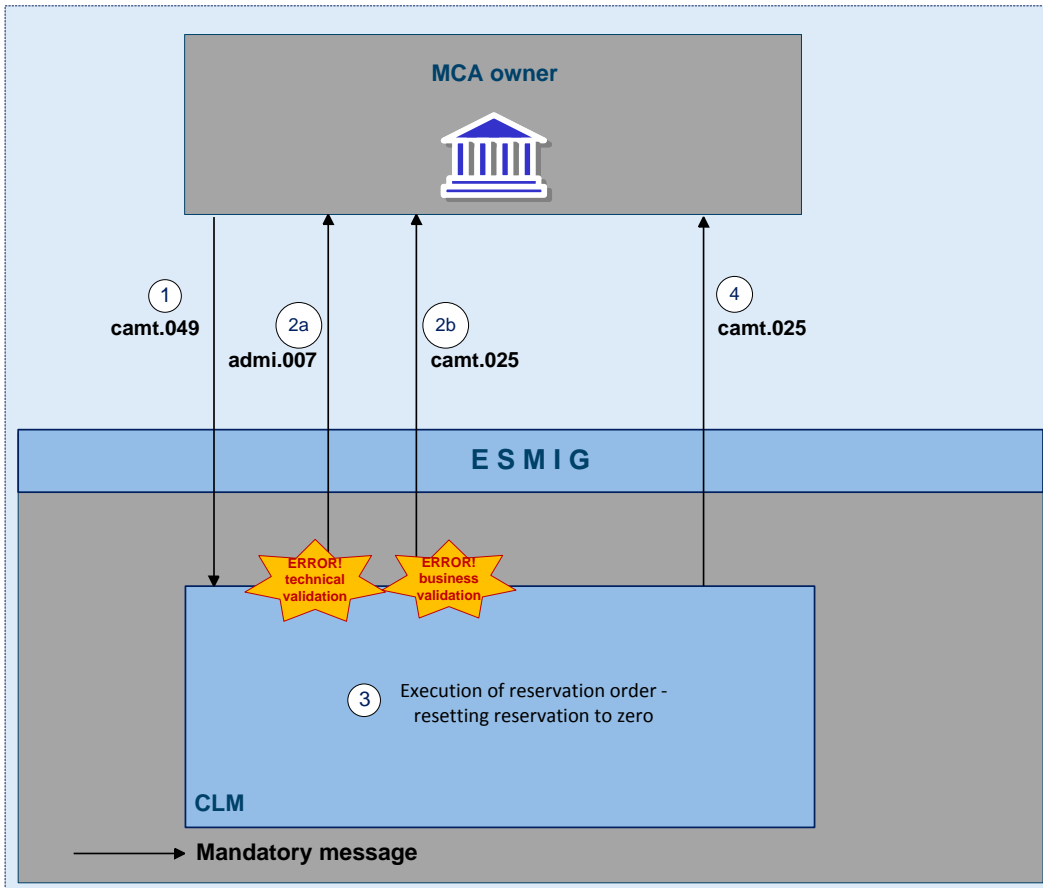 MCA owner
1
camt.049
2a
admi.007
2b
camt.025
4
camt.025
E S M I G
ERROR!
technical
validation
ERROR!
business
validation
3
Execution of reservation order -
resetting reservation to zero
CLM
Mandatory message